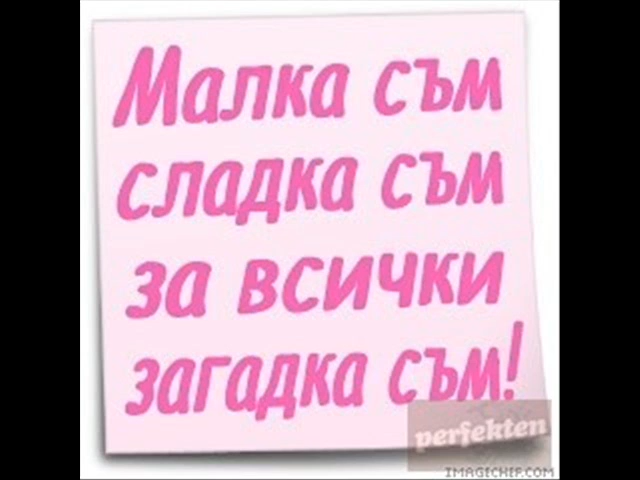 Малка съм
сладка съм
за всички
загадка съм!
perfekten
IMAGECHEF.COM